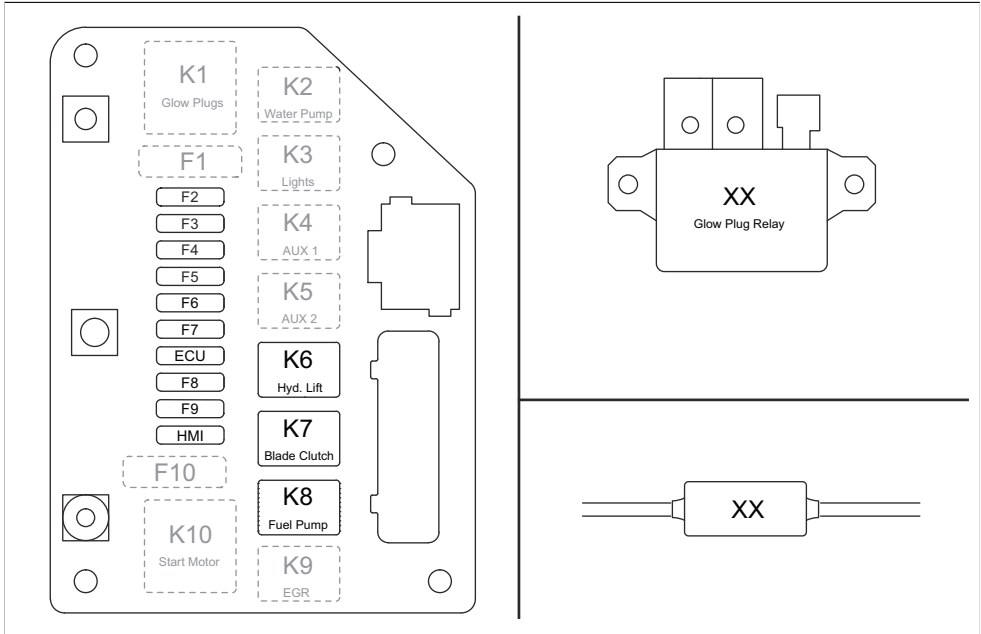 K1
Glow Plugs
F1
F2
F3
F4
F5
F6
F7
ECU
F8
F9
HMI
F10
K10
Start Motor
K2
Water Pump
K3
Lights
K4
AUX 1
K5
AUX 2
K6
Hyd. Lift
K7
Blade Clutch
K8
Fuel Pump
K9
EGR
XX
Glow Plug Relay
XX